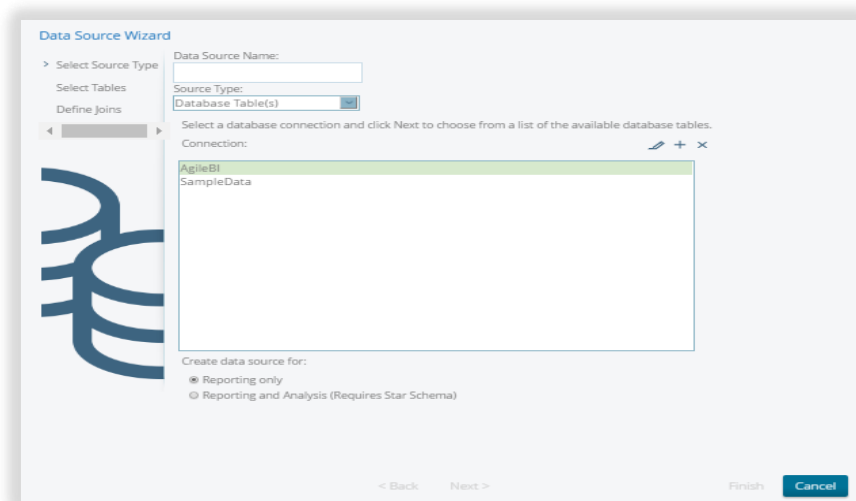 Data Source Wizard
> Select Source Type
Select Tables
Define Joins
Data Source Name:
Source Type:
Database Table(s)
Select a database connection and click Next to choose from a list of the available database tables.
Connection:
AgileBI
SampleData
Create data source for:
Reporting only
Reporting and Analysis (Requires Star Schema)
< Back
Next >
Finish
Cancel